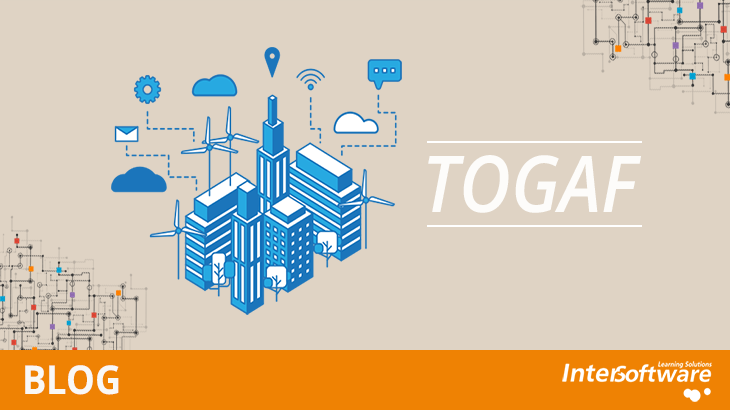 TOGAF
BLOG
Learning Solutions
InterSoftware